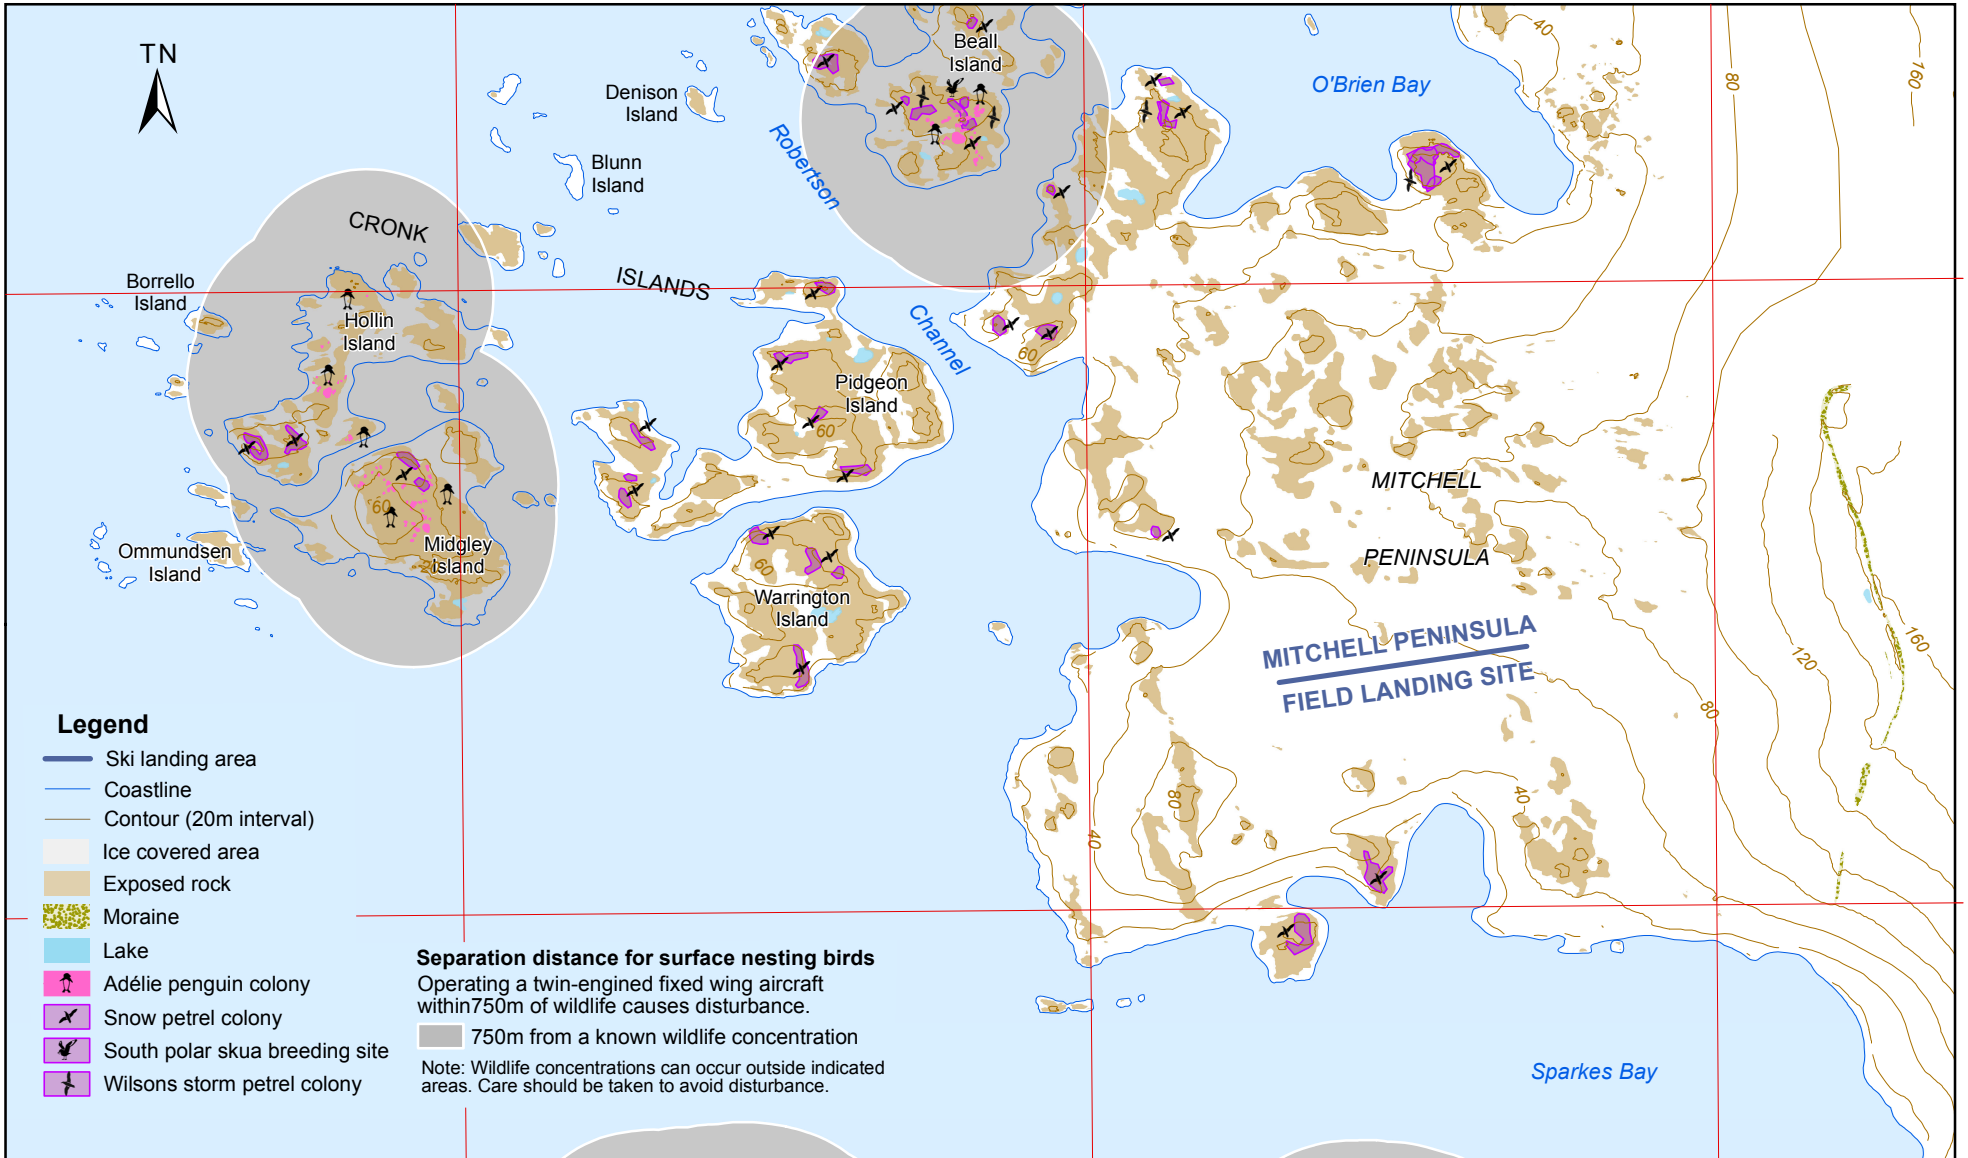 TN
Beall
Island
O'Brien Bay
40
80
160
Denison
Island
Robertson
Blunn
Island
CRONK
ISLANDS
Borrello
Island
Hollin
Island
Channel
60
Pidgeon
Island
60
MITCHELL
PENINSULA
60
Midgley
Island
20
Ommundsen
Island
60
Warrington
Island
MITCHELL PENINSULA
FIELD LANDING SITE
120
160
80
80
40
40
Legend
Ski landing area
Coastline
Contour (20m interval)
Ice covered area
Exposed rock
Moraine
Lake
Adélie penguin colony
Snow petrel colony
South polar skua breeding site
Wilsons storm petrel colony
Separation distance for surface nesting birds
Operating a twin-engined fixed wing aircraft
within750m of wildlife causes disturbance.
750m from a known wildlife concentration
Note: Wildlife concentrations can occur outside indicated
areas. Care should be taken to avoid disturbance.
Sparkes Bay